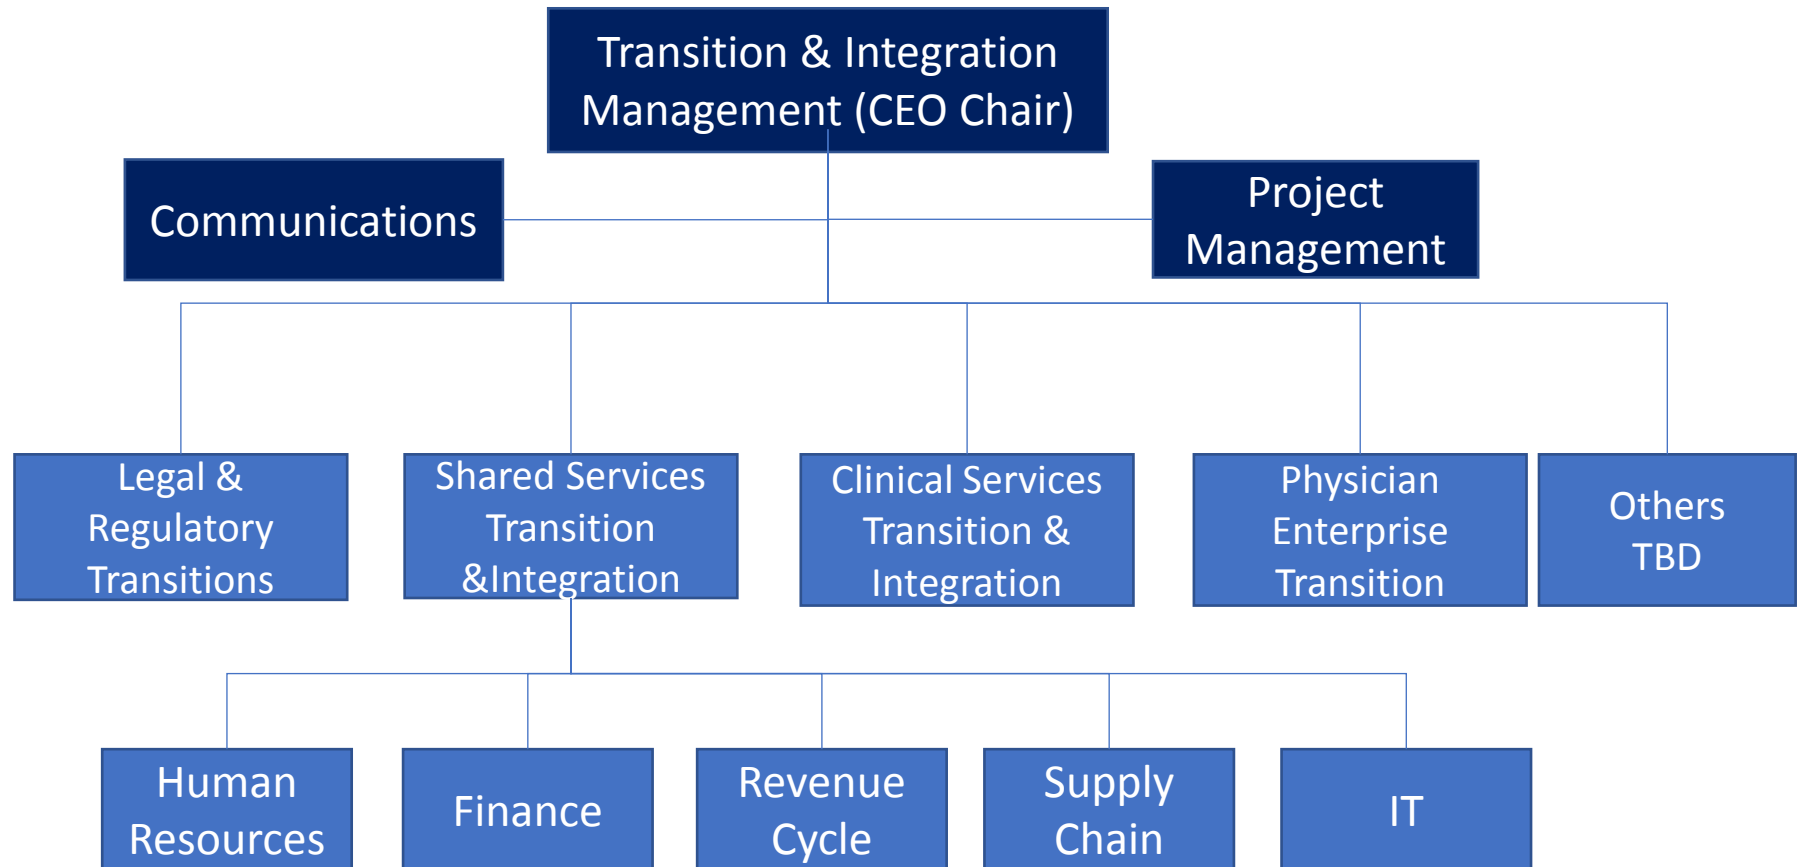 Transition & Integration
Management (CEO Chair)
Communications
Project
Management
Legal &
Regulatory
Transitions
Shared Services
Transition
&Integration
Clinical Services
Transition &
Integration
Physician
Enterprise
Transition
Others
TBD
Human
Resources
Finance
Revenue
Cycle
Supply
Chain
IT